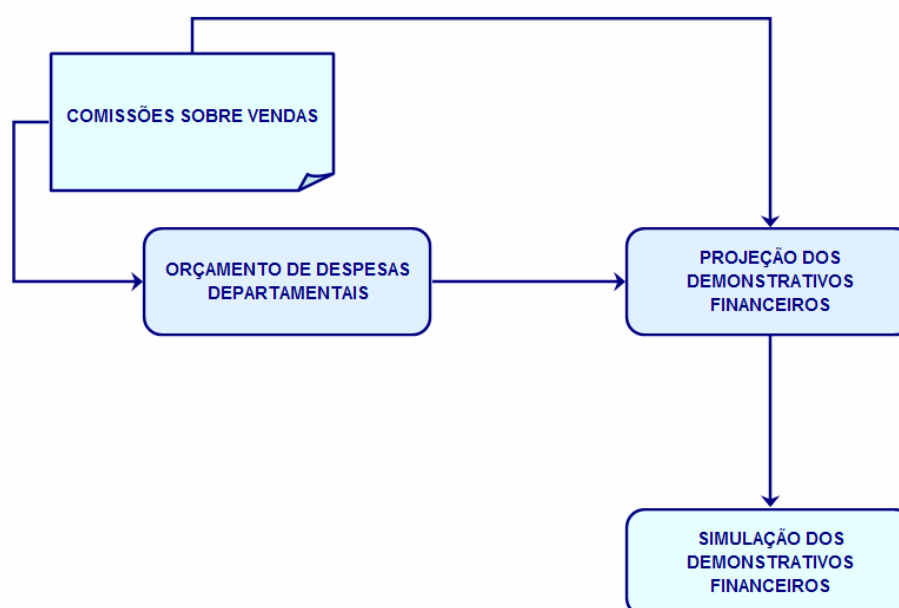 COMISSÕES SOBRE VENDAS
ORÇAMENTO DE DESPESAS
DEPARTAMENTAIS
PROJEÇÃO DOS
DEMONSTRATIVOS
FINANCEIROS
SIMULAÇÃO DOS
DEMONSTRATIVOS
FINANCEIROS